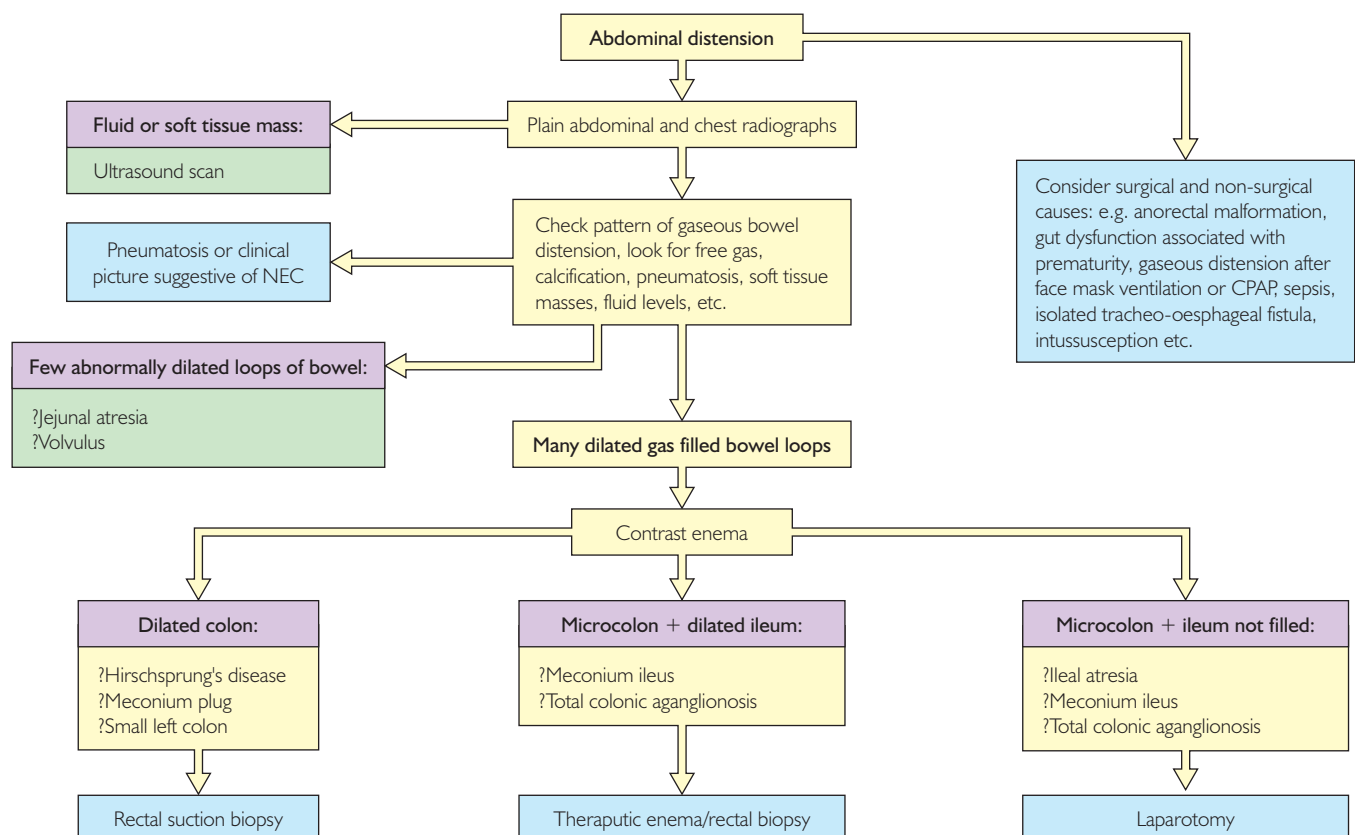 Abdominal distension
Fluid or soft tissue mass:
Ultrasound scan
Plain abdominal and chest radiographs
Consider surgical and non-surgical
causes: e.g. anorectal malformation,
gut dysfunction associated with
prematurity, gaseous distension after
face mask ventilation or CPAP, sepsis,
isolated tracheo-oesphageal fistula,
intussusception etc.
Pneumatosis or clinical
picture suggestive of NEC
Check pattern of gaseous bowel
distension, look for free gas,
calcification, pneumatosis, soft tissue
masses, fluid levels, etc.
Few abnormally dilated loops of bowel:
?Jejunal atresia
?Volvulus
Many dilated gas filled bowel loops
Contrast enema
Dilated colon:
?Hirschsprung's disease
?Meconium plug
?Small left colon
Rectal suction biopsy
Microcolon + dilated ileum:
?Meconium ileus
?Total colonic aganglionosis
Theraputic enema/rectal biopsy
Microcolon + ileum not filled:
?Ileal atresia
?Meconium ileus
?Total colonic aganglionosis
Laparotomy